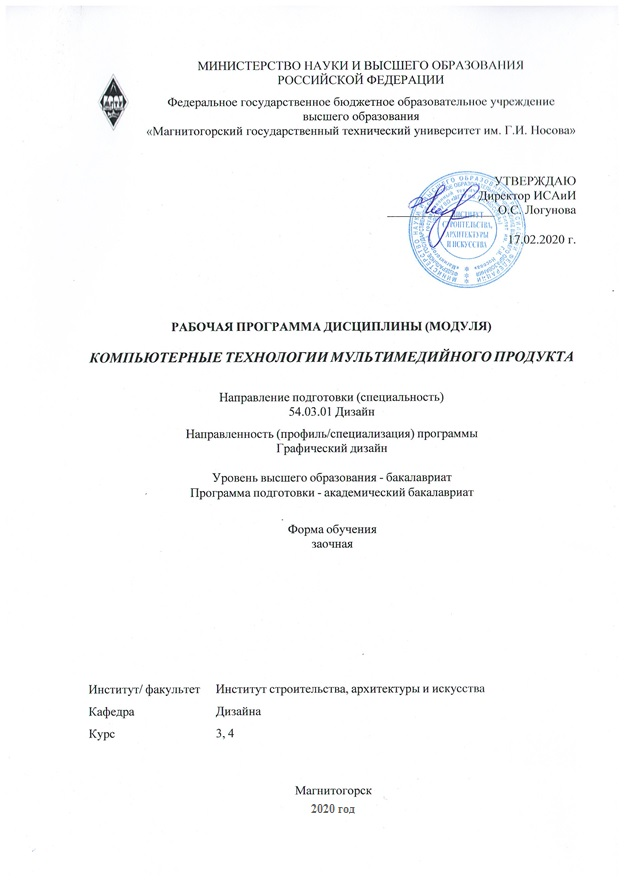 МИНИСТЕРСТВО НАУКИ И ВЫСШЕГО ОБРАЗОВАНИЯ
РОССИЙСКОЙ ФЕДЕРАЦИИ
Федеральное государственное бюджетное образовательное учреждение
высшего образования
«Магнитогорский государственный технический университет им. Г.И. Носова»
УТВЕРЖДАЮ
Директор ИСАиИ
О.С. Логунова
17.02.2020 г.
ИНСТИТУТ
СТРОИТЕЛЬСТВА,
АРХИТЕКТУРЫ
И ИСКУССТВА
РАБОЧАЯ ПРОГРАММА ДИСЦИПЛИНЫ (МОДУЛЯ)
КОМПЬЮТЕРНЫЕ ТЕХНОЛОГИИ МУЛЬТИМЕДИЙНОГО ПРОДУКТА
Направление подготовки (специальность)
54.03.01 Дизайн
Направленность (профиль/специализация) программы
Графический дизайн
Уровень высшего образования - бакалавриат
Программа подготовки - академический бакалавриат
Форма обучения
заочная
Институт/ факультет Институт строительства, архитектуры и искусства
Кафедра Дизайна
Курс 3, 4
Магнитогорск
2020 год